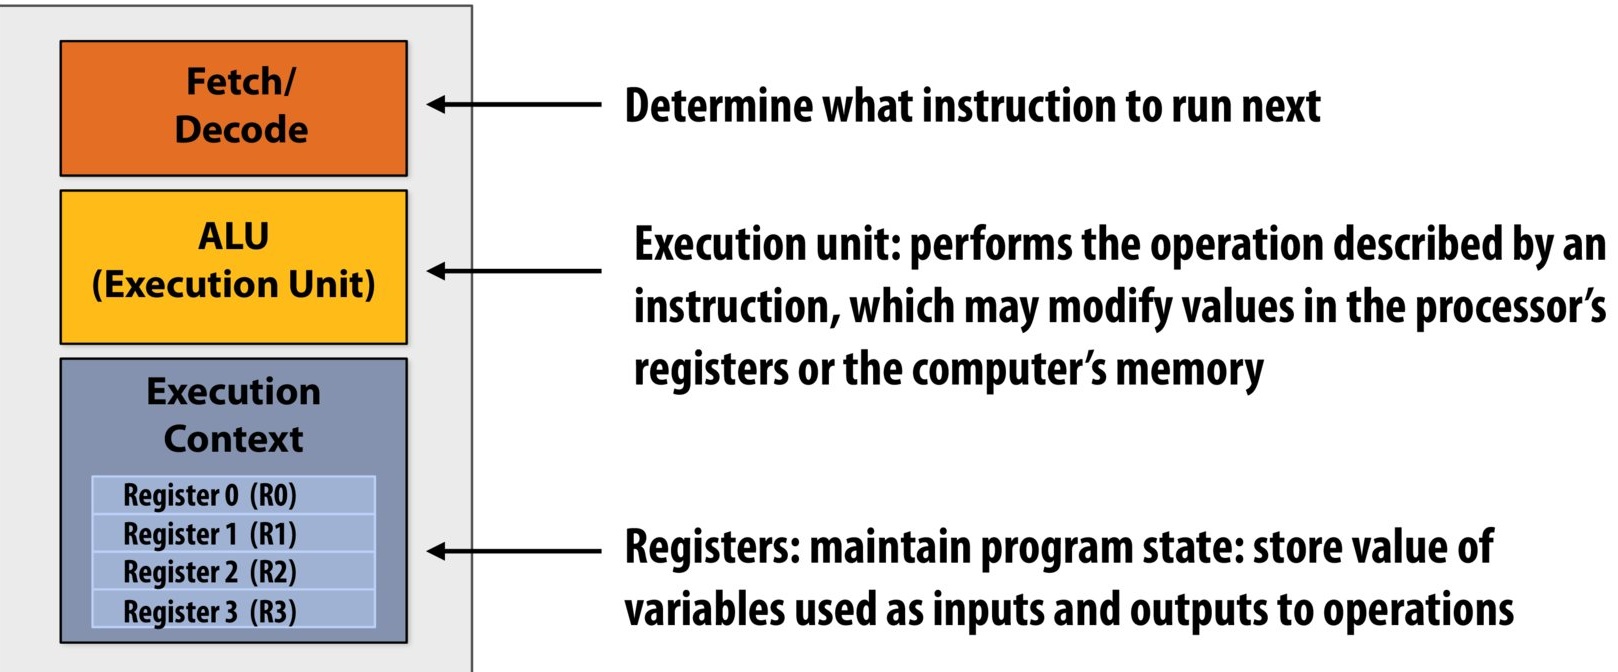 Fetch/
Decode
Determine what instruction to run next
ALU
(Execution Unit)
Execution unit: performs the operation described by an
instruction, which may modify values in the processor’s
registers or the computer’s memory
Execution
Context
Register 0 (R0)
Register 1 (R1)
Register 2 (R2)
Register 3 (R3)
Registers: maintain program state: store value of
variables used as inputs and outputs to operations